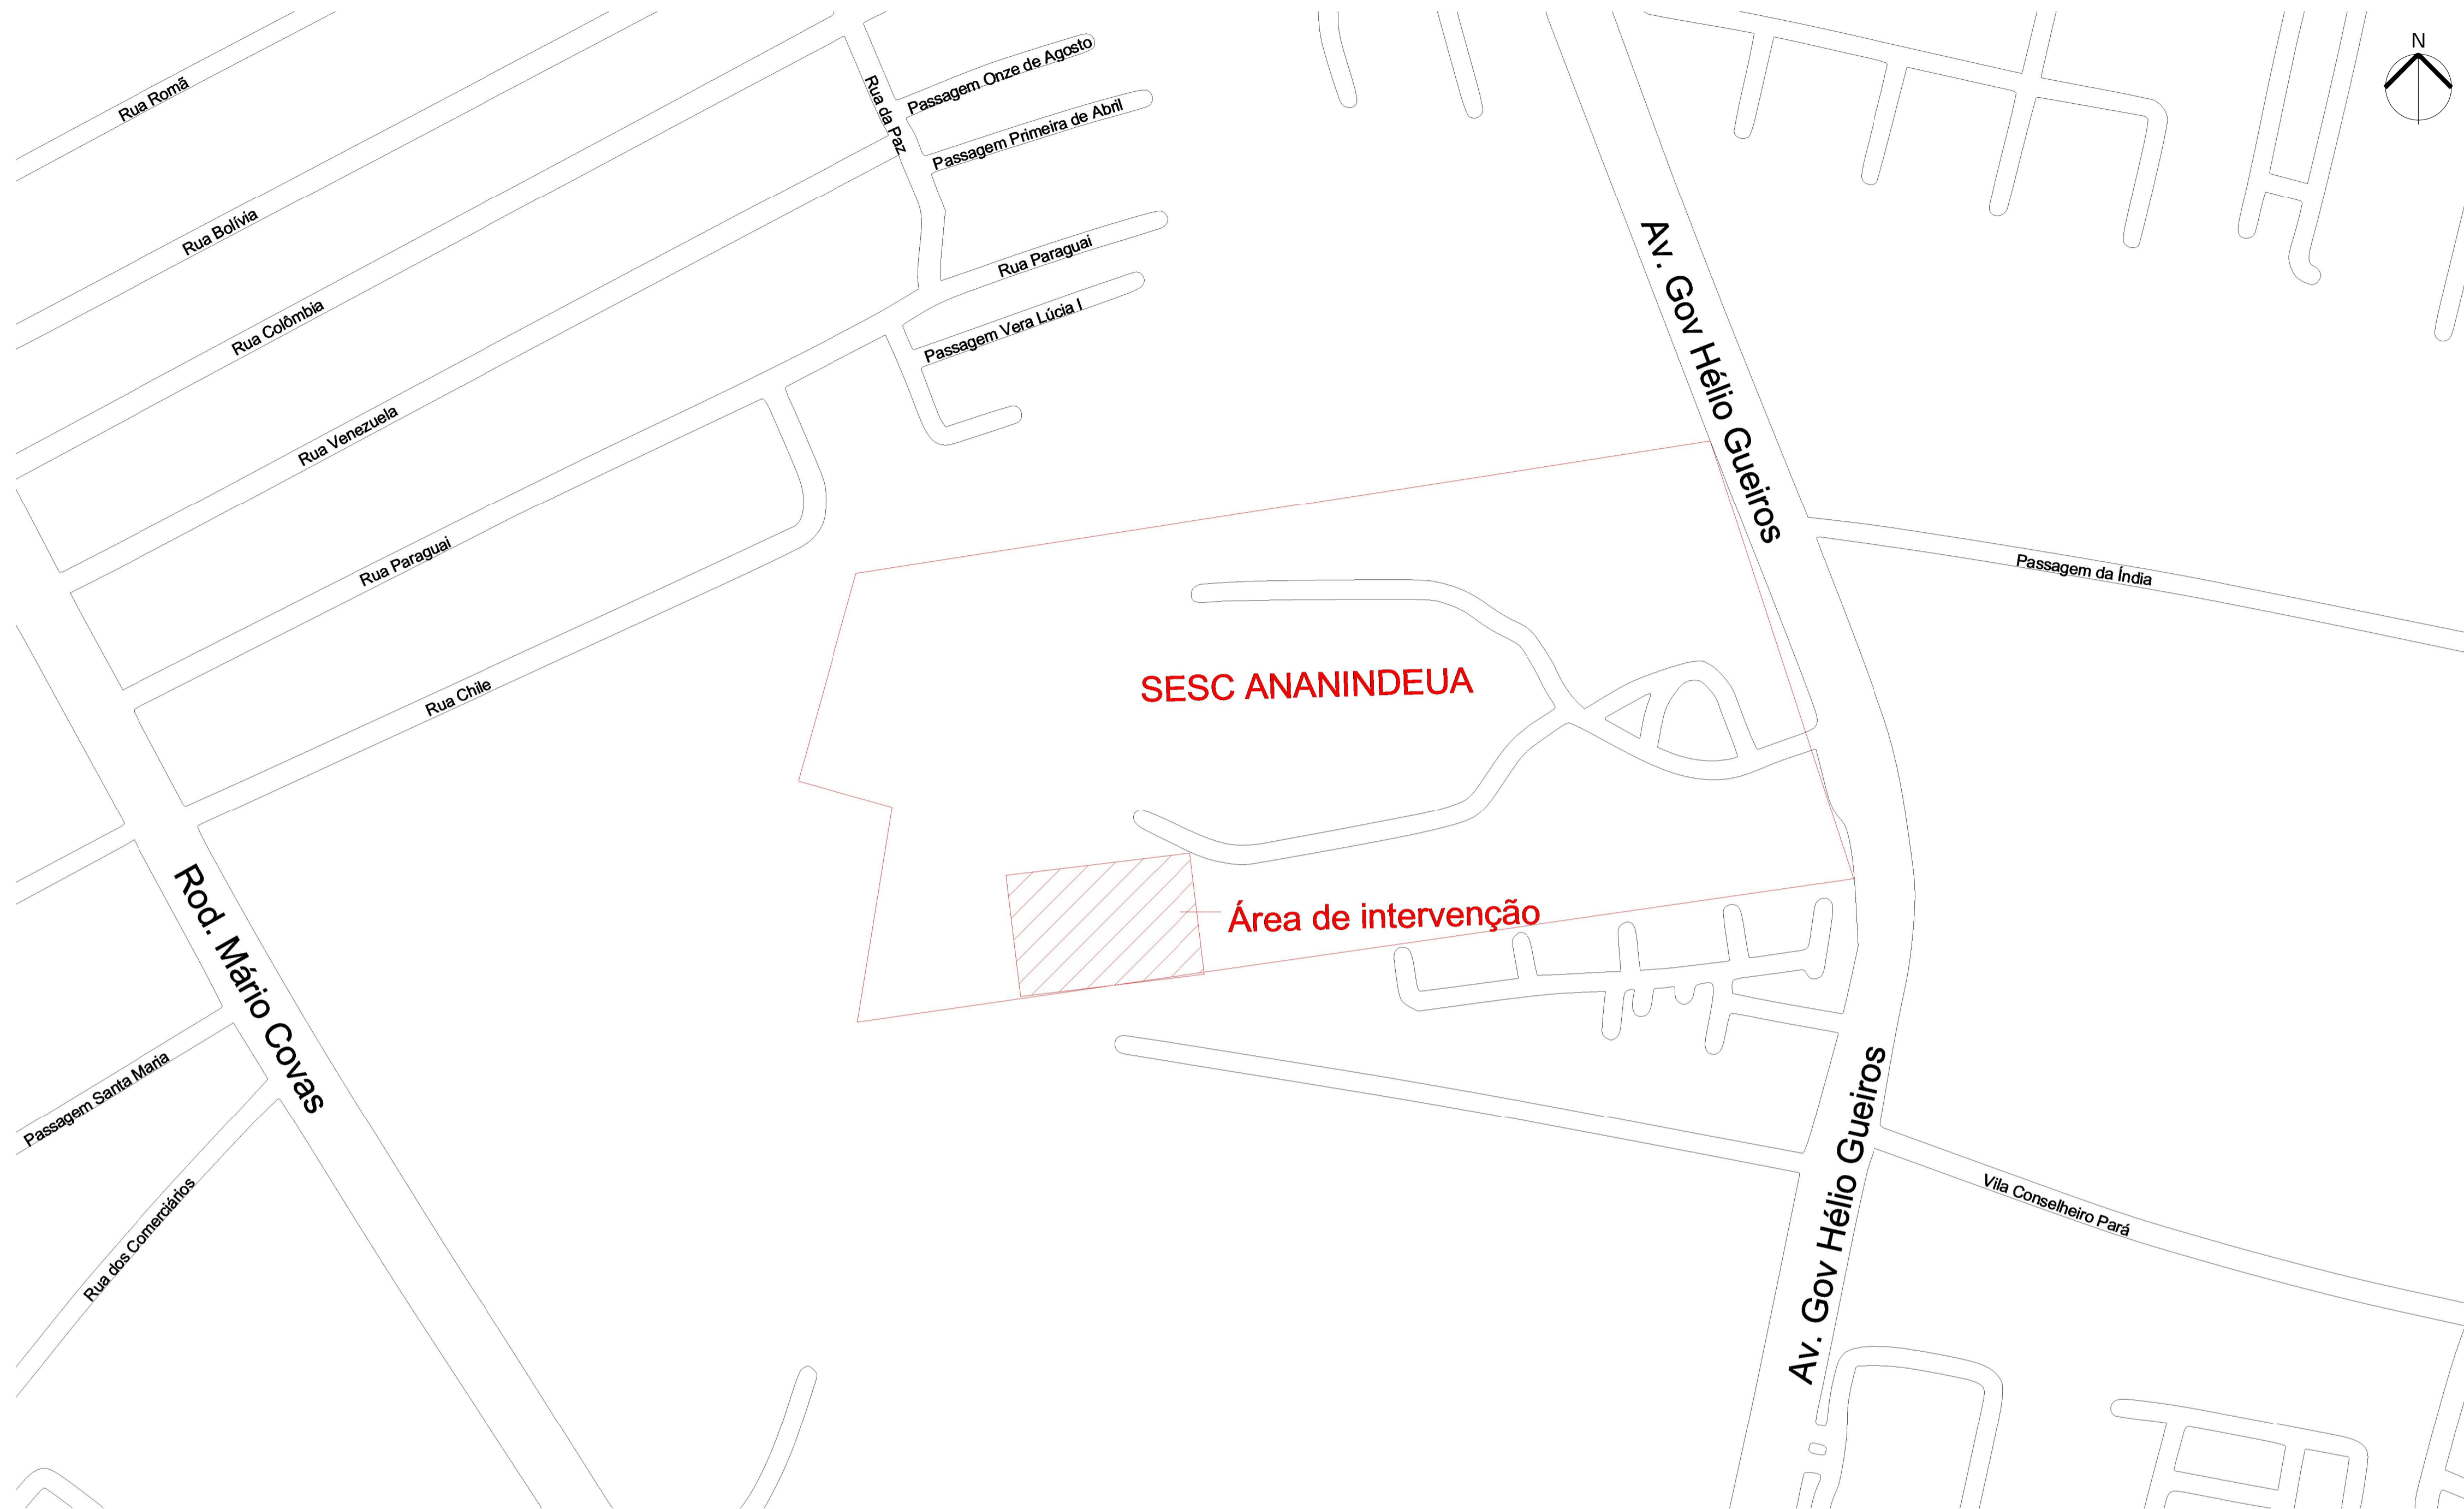 N
Passagem Onze de Agosto
Rua Romã
Rua da Paz
Passagem Primeira de Abril
Rua Bolívia
Rua Paraguai
Rua Colômbia
Passagem Vera Lúcia I
Av. Gov Hélio Gueiros
Rua Venezuela
Rua Paraguai
Passagem da Índia
Rua Chile
SESC ANANINDEUA
Área de intervenção
Rod. Mário Covas
Passagem Santa Maria
Rua dos Comerciários
Av. Gov Hélio Gueiros
Vila Conselheiro Pará